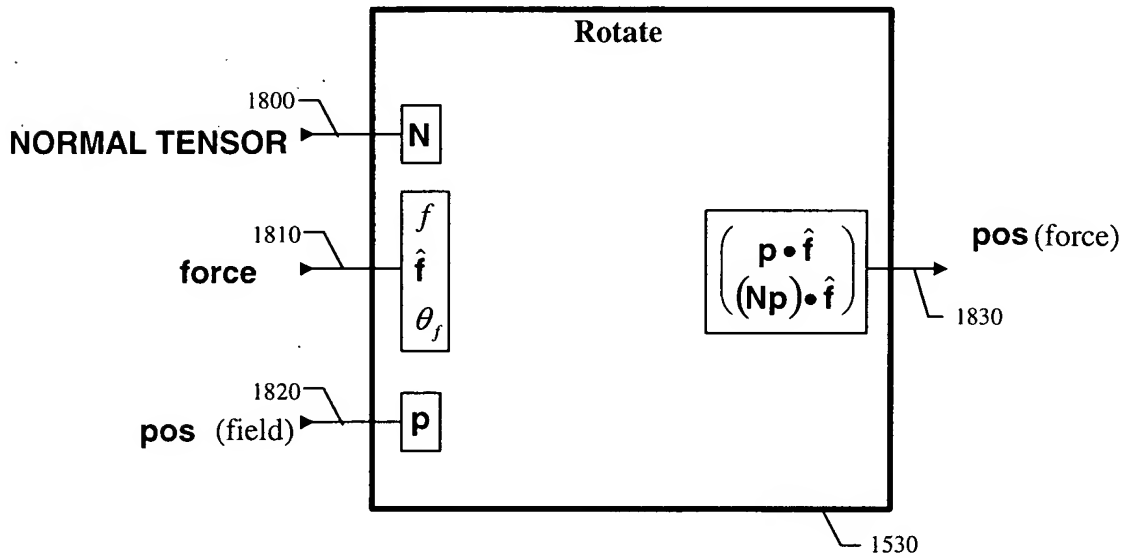 Rotate
1800
NORMAL TENSOR
N
f
1810
force
f̂
θ_f
p • f̂
(Np) • f̂
pos (force)
1830
1820
pos (field)
p
1530